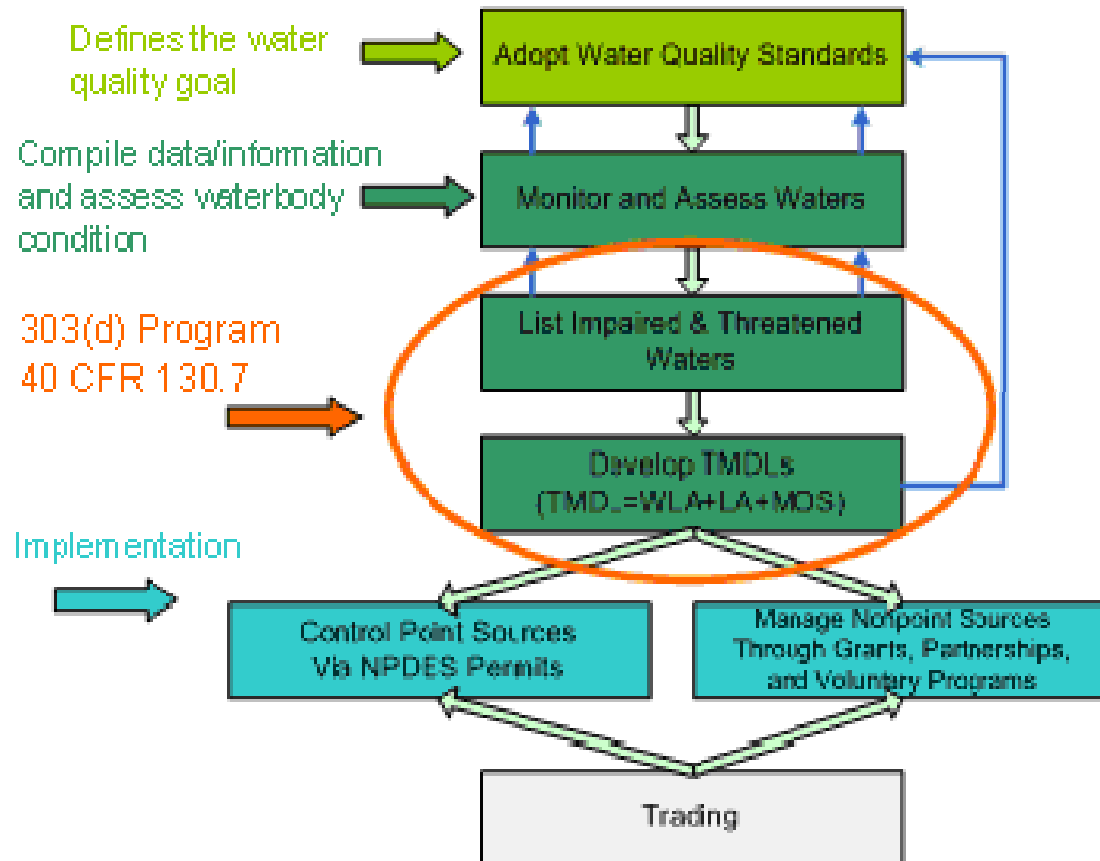 Defines the water
quality goal
Adopt Water Quality Standards
Compile data/information
and assess waterbody
condition
Monitor and Assess Waters
303(d) Program
40 CFR 130.7
List Impaired & Threatened
Waters
Develop TMDLs
(TMDL=WLA+LA+MOS)
Implementation
Control Point Sources
Via NPDES Permits
Manage Nonpoint Sources
Through Grants, Partnerships,
and Voluntary Programs
Trading